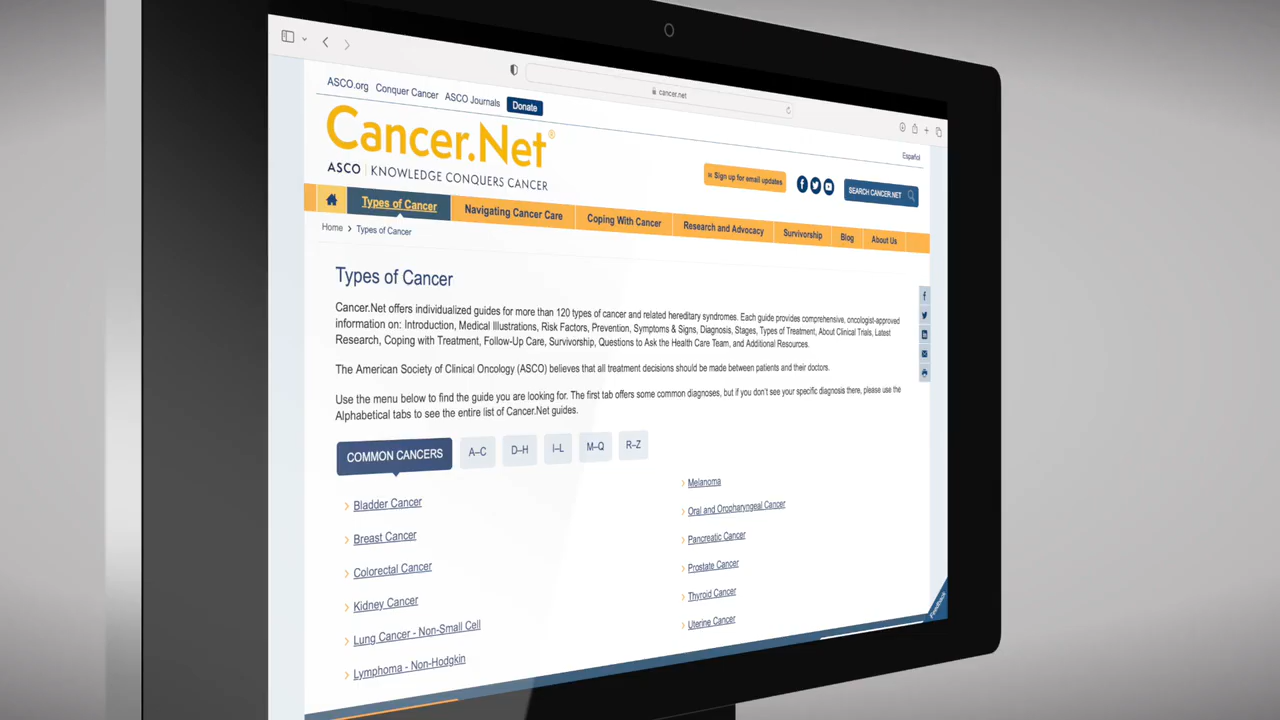 cancer.net
ASCO.org Conquer Cancer ASCO Journals Donate
Español
Cancer.Net®
ASCO | KNOWLEDGE CONQUERS CANCER
Sign up for email updates
SEARCH CANCER.NET
Types of Cancer Navigating Cancer Care Coping With Cancer Research and Advocacy Survivorship Blog About Us
Home > Types of Cancer
Types of Cancer
Cancer.Net offers individualized guides for more than 120 types of cancer and related hereditary syndromes. Each guide provides comprehensive, oncologist-approved
information on: Introduction, Medical Illustrations, Risk Factors, Prevention, Symptoms & Signs, Diagnosis, Stages, Types of Treatment, About Clinical Trials, Latest
Research, Coping with Treatment, Follow-Up Care, Survivorship, Questions to Ask the Health Care Team, and Additional Resources.
The American Society of Clinical Oncology (ASCO) believes that all treatment decisions should be made between patients and their doctors.
Use the menu below to find the guide you are looking for. The first tab offers some common diagnoses, but if you don't see your specific diagnosis there, please use the
Alphabetical tabs to see the entire list of Cancer.Net guides.
COMMON CANCERS A–C D–H I–L M–Q R–Z
Bladder Cancer
Breast Cancer
Colorectal Cancer
Kidney Cancer
Lung Cancer - Non-Small Cell
Lymphoma - Non-Hodgkin
Melanoma
Oral and Oropharyngeal Cancer
Pancreatic Cancer
Prostate Cancer
Thyroid Cancer
Uterine Cancer
Feedback